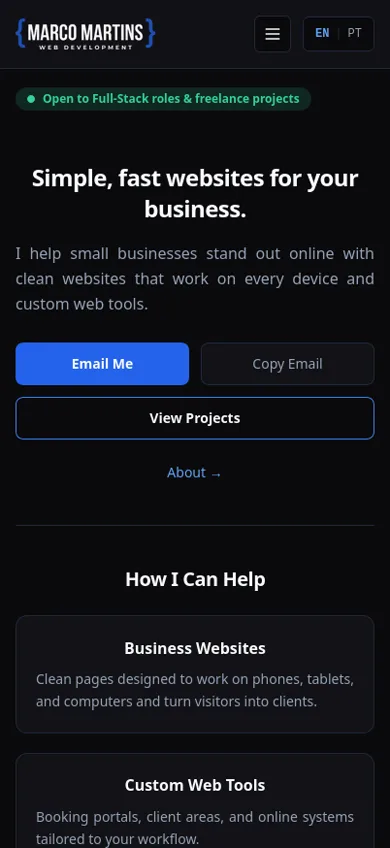 {MARCO MARTINS}
WEB DEVELOPMENT
EN | PT
Open to Full-Stack roles & freelance projects
Simple, fast websites for your
business.
I help small businesses stand out online with
clean websites that work on every device and
custom web tools.
Email Me
Copy Email
View Projects
About →
How I Can Help
Business Websites
Clean pages designed to work on phones, tablets,
and computers and turn visitors into clients.
Custom Web Tools
Booking portals, client areas, and online systems
tailored to your workflow.